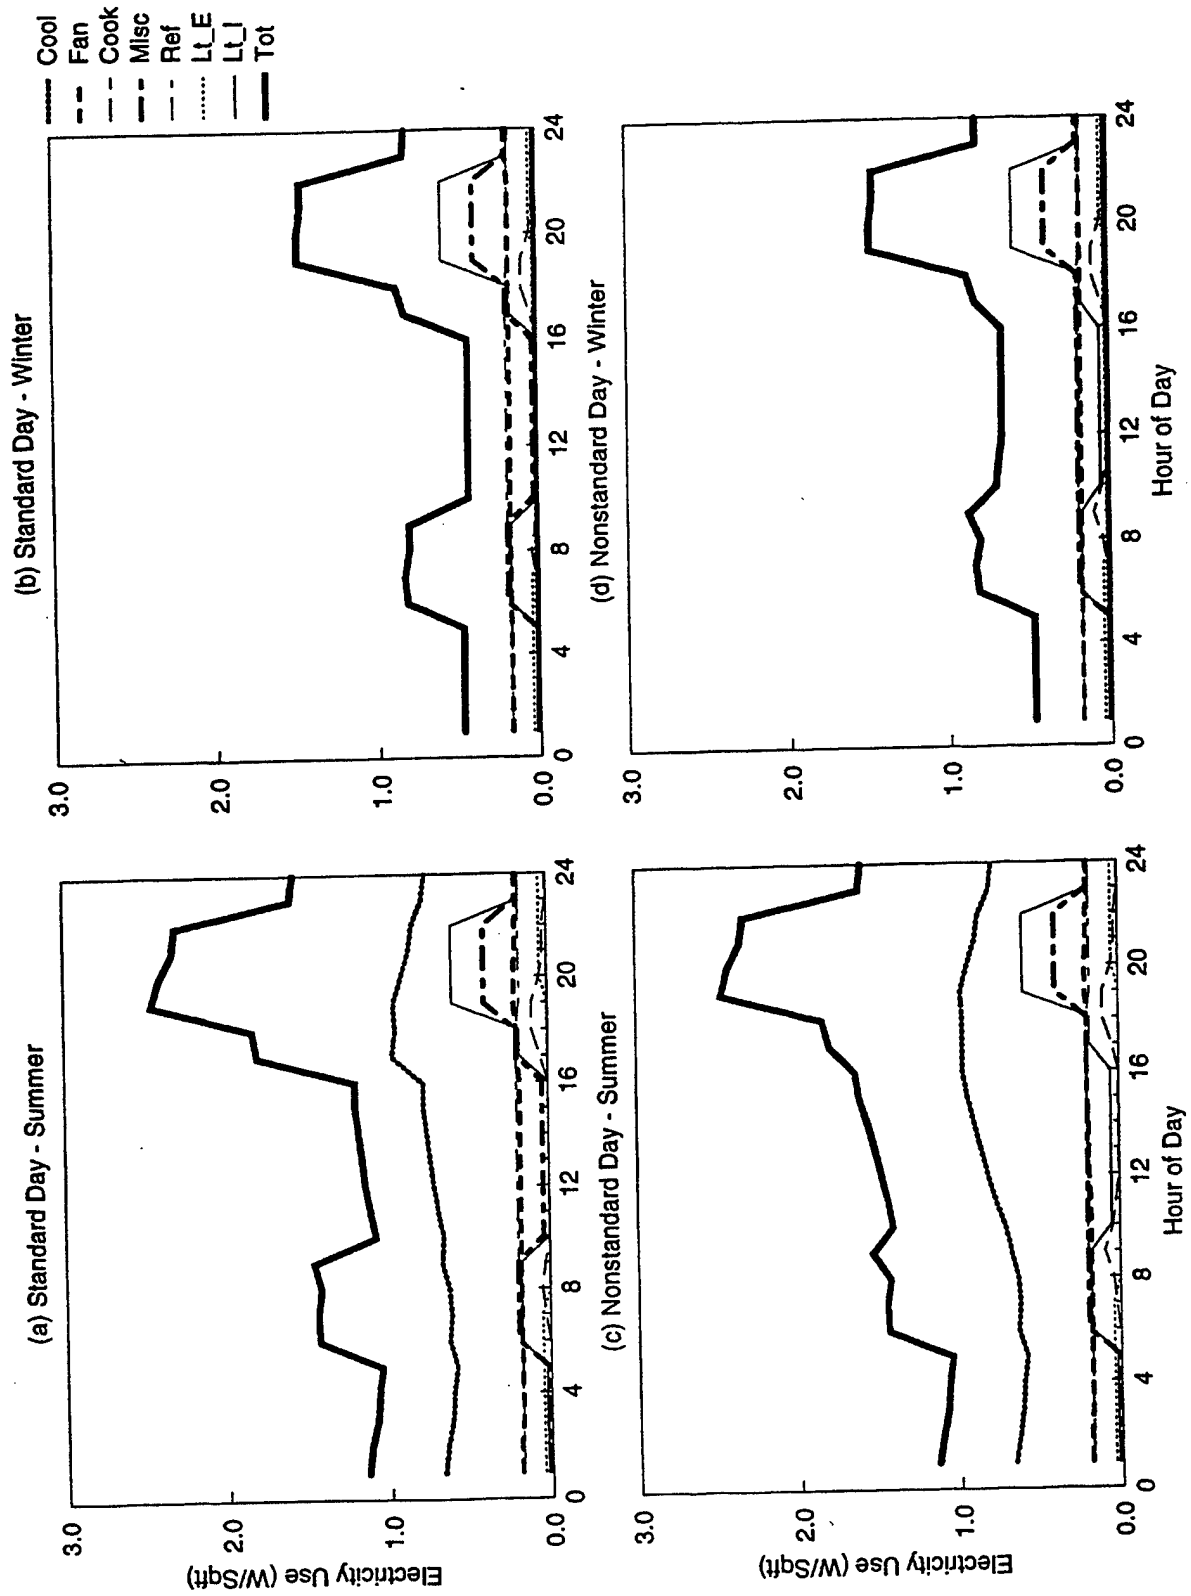 (a) Standard Day - Summer
3.0
2.0
1.0
0.0
Electricity Use (W/Sqft)
0 4 8 12 16 20 24
(b) Standard Day - Winter
3.0
2.0
1.0
0.0
0 4 8 12 16 20 24
Cool
Fan
Cook
Misc
Ref
Lt_E
Lt_I
Tot
(c) Nonstandard Day - Summer
3.0
2.0
1.0
0.0
Electricity Use (W/Sqft)
0 4 8 12 16 20 24
Hour of Day
(d) Nonstandard Day - Winter
3.0
2.0
1.0
0.0
0 4 8 12 16 20 24
Hour of Day